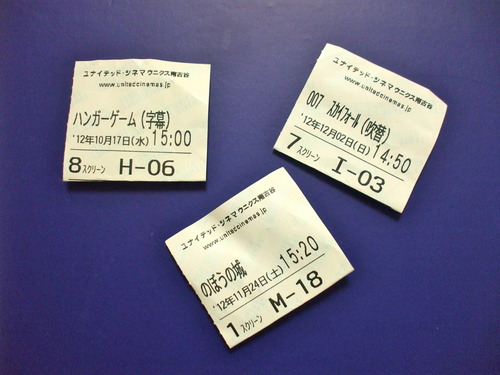 ユナイテッド・シネマ ウニクス南古谷
www.unitedcinemas.jp
ハンガーゲーム (字幕)
'12年10月17日(水) 15:00
8 スクリーン H-06
ユナイテッド・シネマ ウニクス南古谷
www.unitedcinemas.jp
007 スカイフォール (吹替)
'12年12月02日(日) 14:50
7 スクリーン I-03
ユナイテッド・シネマ ウニクス南古谷
www.unitedcinemas.jp
のぼうの城
'12年11月24日(土) 15:20
1 スクリーン M-18